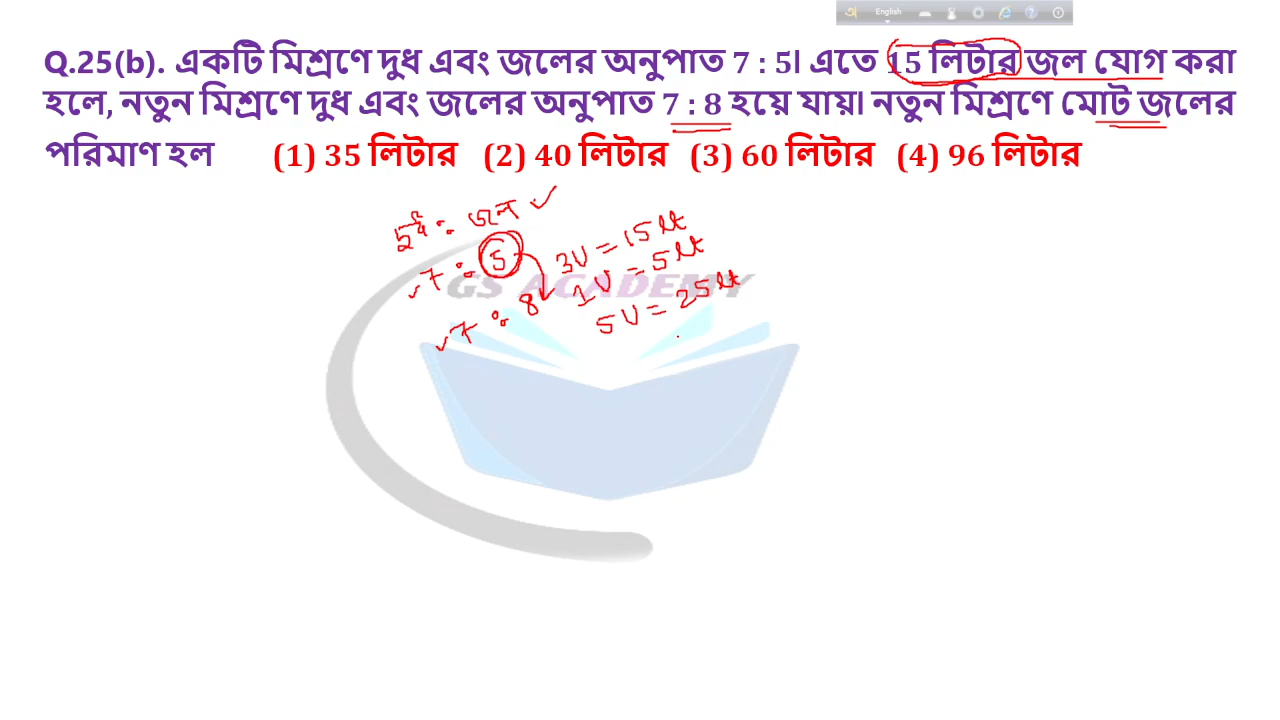 English
Q.25(b). একটি মিশ্রণে দুধ এবং জলের অনুপাত 7 : 5। এতে 15 লিটার জল যোগ করা
হলে, নতুন মিশ্রণে দুধ এবং জলের অনুপাত 7 : 8 হয়ে যায়। নতুন মিশ্রণে মোট জলের
পরিমাণ হল (1) 35 লিটার (2) 40 লিটার (3) 60 লিটার (4) 96 লিটার
: জল ✓
7 : 5
7 : 8
3U = 15 lt
1U = 5 lt
5U = 25 lt
GS ACADEMY